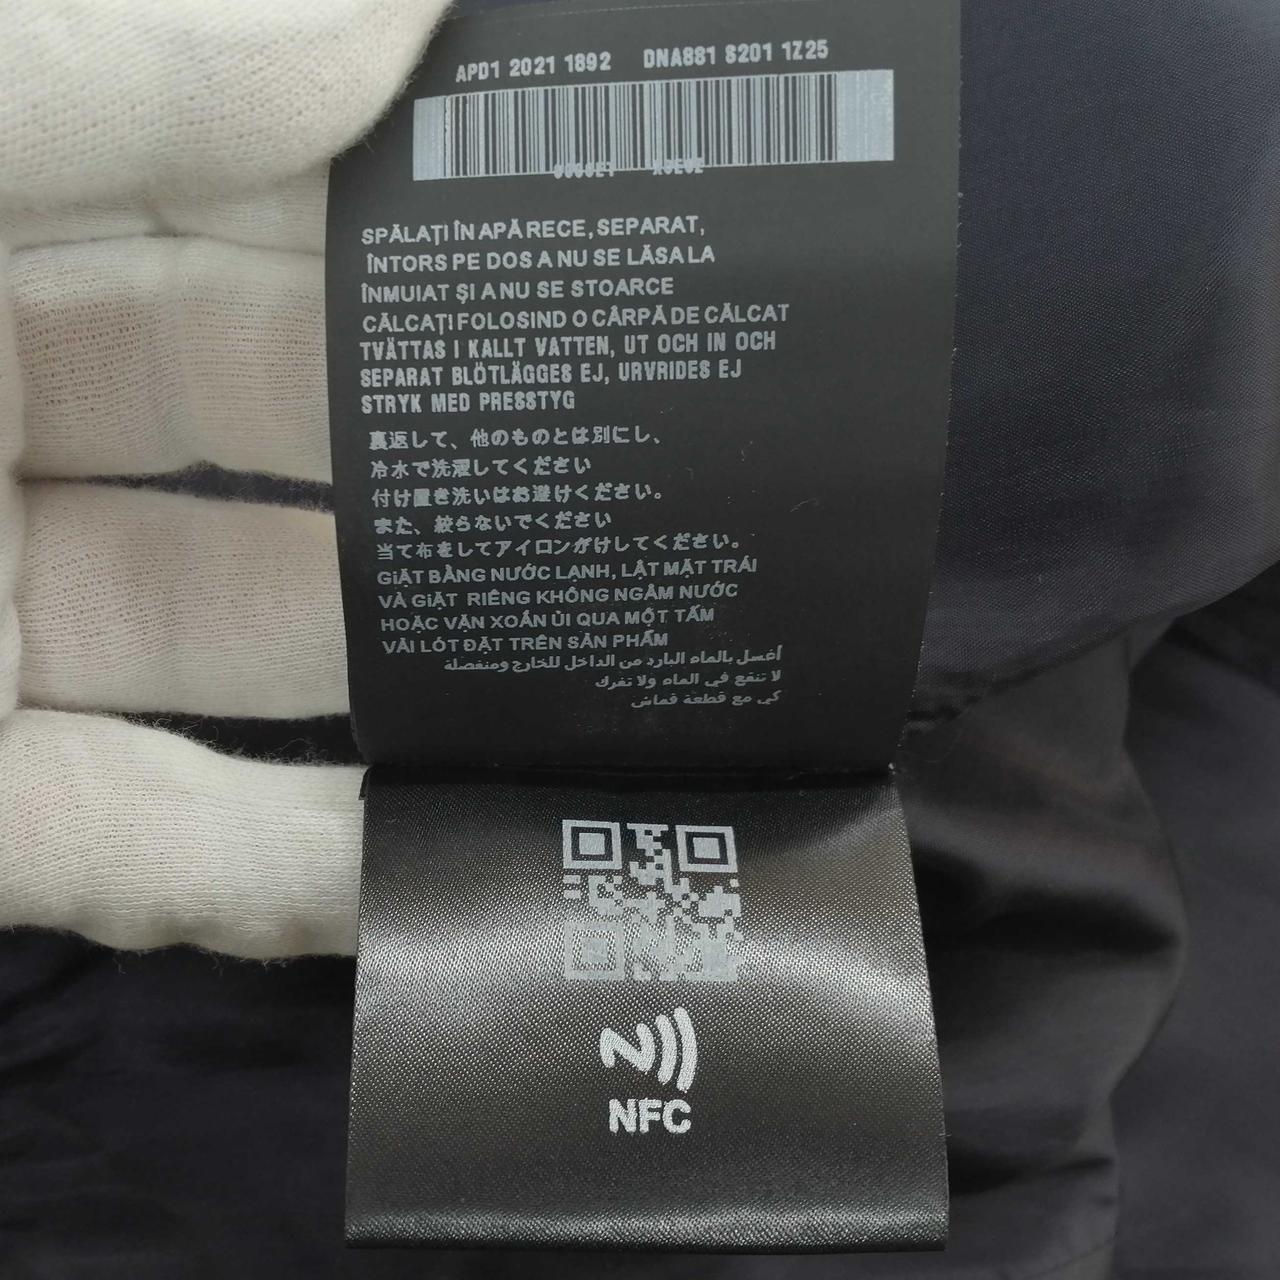 APD1 2021 1892 DNA881 S201 1Z25
SPĂLAȚI ÎN APĂ RECE, SEPARAT,
ÎNTORS PE DOS A NU SE LĂSA LA
ÎNMUIAT ȘI A NU SE STOARCE
CĂLCAȚI FOLOSIND O CÂRPĂ DE CĂLCAT
TVÄTTAS I KALLT VATTEN, UT OCH IN OCH
SEPARAT BLÖTLÄGGES EJ, URVRIDES EJ
STRYK MED PRESSTYG
裏返して、他のものとは別にし、
冷水で洗濯してください
付け置き洗いはお避けください。
また、絞らないでください
当て布をしてアイロンがけしてください。
GIẶT BẰNG NƯỚC LẠNH, LẬT MẶT TRÁI
VÀ GIẶT RIÊNG KHÔNG NGÂM NƯỚC
HOẶC VẶN XOẮN ỦI QUA MỘT TẤM
VẢI LÓT ĐẶT TRÊN SẢN PHẨM
أغسل بالماء البارد من الداخل للخارج ومنفصلة
لا تنقع في الماء ولا تفرك
كي مع قطعة قماش
NFC